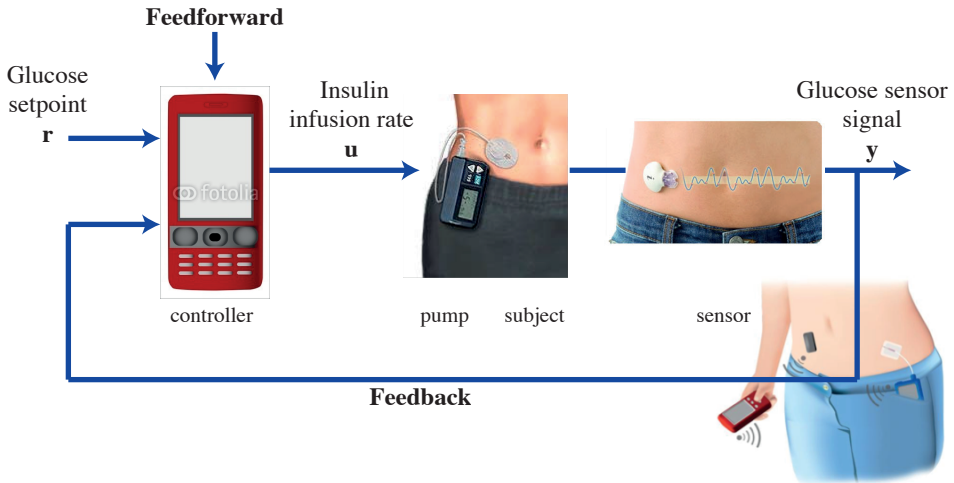 Feedforward
Glucose
setpoint
r
Insulin
infusion rate
u
Glucose sensor
signal
y
fotolia
controller
pump
subject
sensor
Feedback